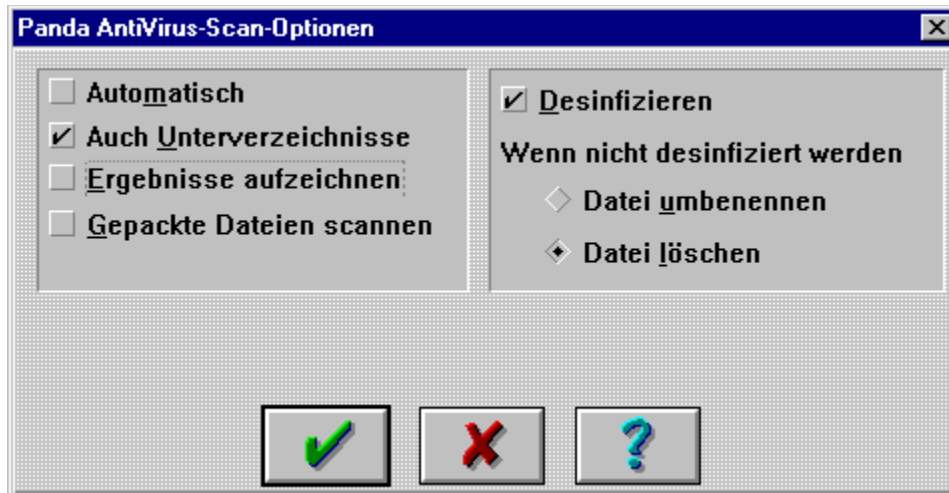 Panda AntiVirus-Scan-Optionen
Automatisch
Auch Unterverzeichnisse
Ergebnisse aufzeichnen
Gepackte Dateien scannen
Desinfizieren
Wenn nicht desinfiziert werden
Datei umbenennen
Datei löschen